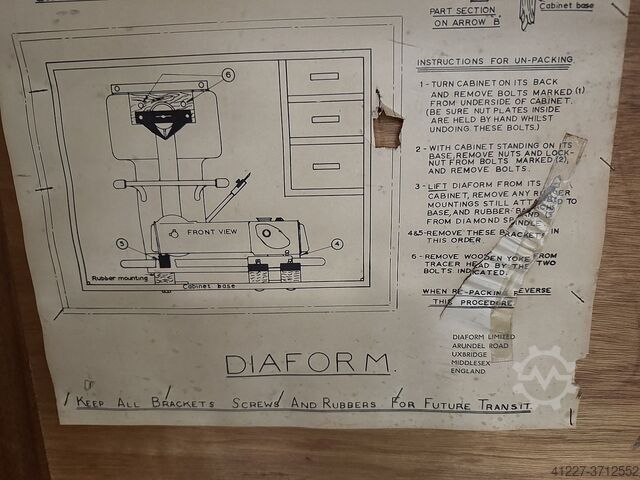 PART SECTION
ON ARROW 'B'
Cabinet base
INSTRUCTIONS FOR UN-PACKING.
1 - TURN CABINET ON ITS BACK
AND REMOVE BOLTS MARKED (1)
FROM UNDERSIDE OF CABINET.
(BE SURE NUT PLATES INSIDE
ARE HELD BY HAND WHILST
UNDOING THESE BOLTS.)
2 - WITH CABINET STANDING ON ITS
BASE, REMOVE NUTS AND LOCK-
NUT FROM BOLTS MARKED (2),
AND REMOVE BOLTS.
3 - LIFT DIAFORM FROM ITS
CABINET, REMOVE ANY
MOUNTINGS STILL TO
BASE, AND RUBBER
FROM DIAMOND
4&5-REMOVE THESE BRACKETS IN
THIS ORDER.
6 - REMOVE WOODEN YOKE FROM
TRACER HEAD BY THE TWO
BOLTS INDICATED.
WHEN REVERSE
THIS PROCEDURE
6
FRONT VIEW
5
4
Rubber mounting
Cabinet base
DIAFORM LIMITED
ARUNDEL ROAD
UXBRIDGE
MIDDLESEX
ENGLAND
DIAFORM.
KEEP ALL BRACKETS SCREWS AND RUBBERS FOR FUTURE TRANSIT.
41227-3712552